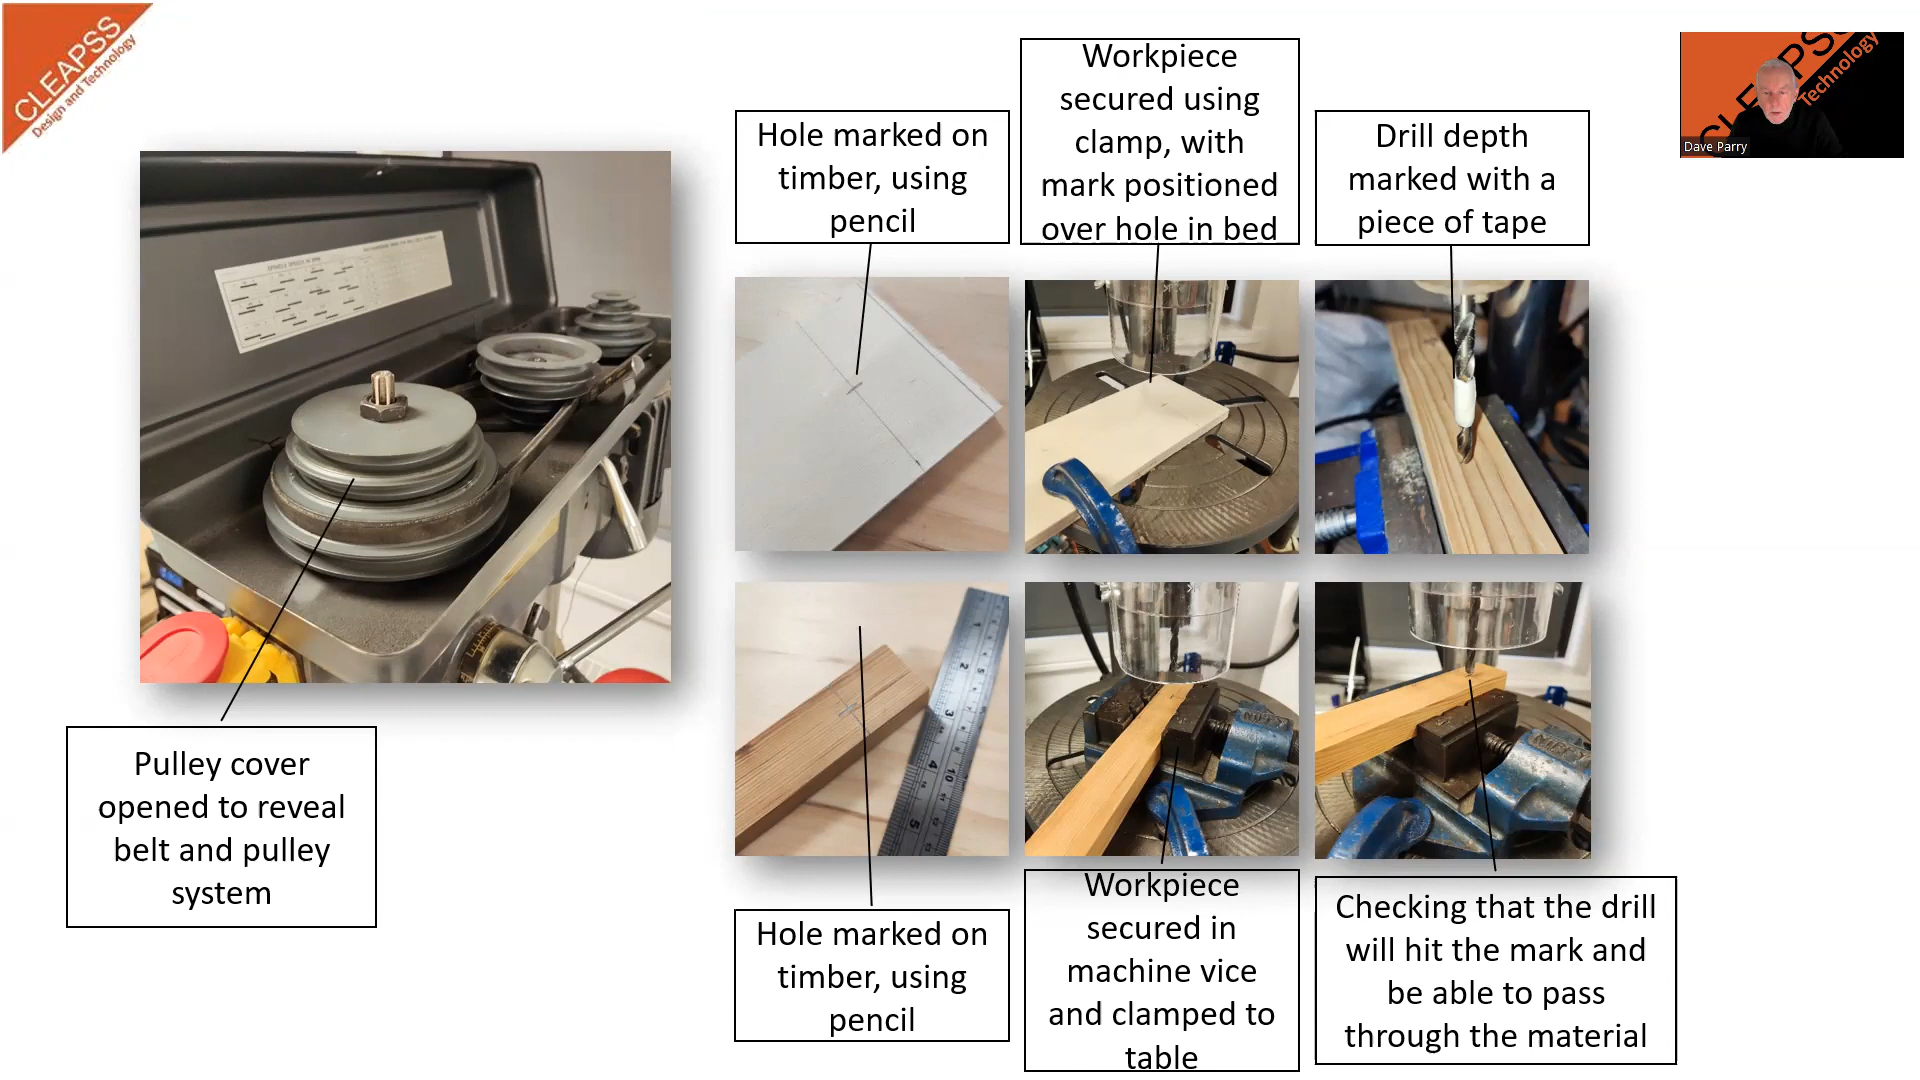 CLEAPSS
Design and Technology
Hole marked on
timber, using
pencil
Workpiece
secured using
clamp, with
mark positioned
over hole in bed
Drill depth
marked with a
piece of tape
Technology
Dave Parry
Pulley cover
opened to reveal
belt and pulley
system
Hole marked on
timber, using
pencil
Workpiece
secured in
machine vice
and clamped to
table
Checking that the drill
will hit the mark and
be able to pass
through the material